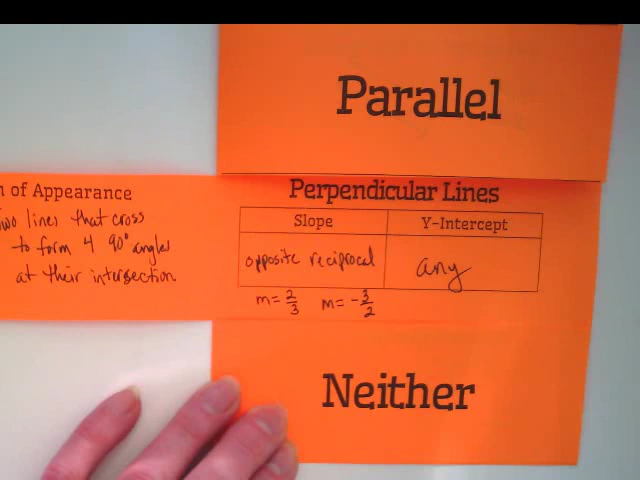 Parallel
n of Appearance
wo lines that cross
to form 4 90° angles
at their intersection
Perpendicular Lines
Slope
Y-Intercept
opposite reciprocal
any
m = 2/3 m = -3/2
Neither